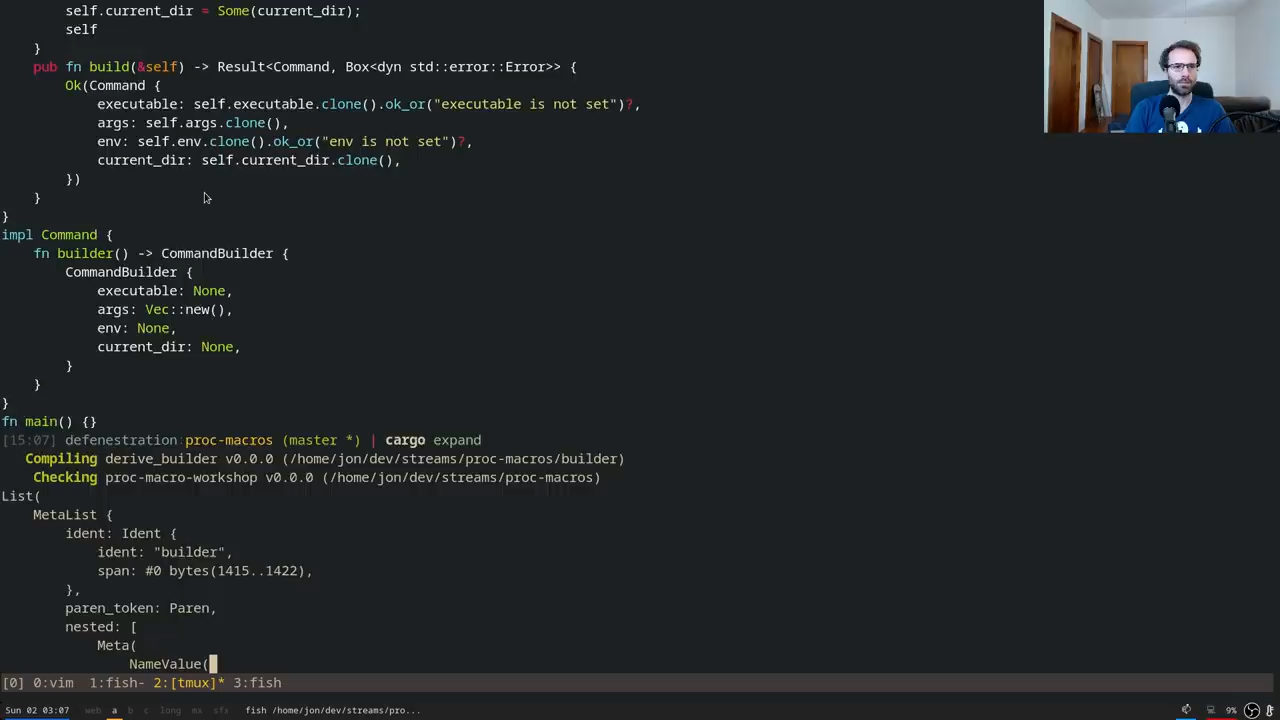 self.current_dir = Some(current_dir);
        self
    }
    pub fn build(&self) -> Result<Command, Box<dyn std::error::Error>> {
        Ok(Command {
            executable: self.executable.clone().ok_or("executable is not set")?,
            args: self.args.clone(),
            env: self.env.clone().ok_or("env is not set")?,
            current_dir: self.current_dir.clone(),
        })
    }
}
impl Command {
    fn builder() -> CommandBuilder {
        CommandBuilder {
            executable: None,
            args: Vec::new(),
            env: None,
            current_dir: None,
        }
    }
}
fn main() {}
[15:07] defenestration:proc-macros (master *) | cargo expand
   Compiling derive_builder v0.0.0 (/home/jon/dev/streams/proc-macros/builder)
    Checking proc-macro-workshop v0.0.0 (/home/jon/dev/streams/proc-macros)
List(
    MetaList {
        ident: Ident {
            ident: "builder",
            span: #0 bytes(1415..1422),
        },
        paren_token: Paren,
        nested: [
            Meta(
                NameValue(
[0] 0:vim  1:fish- 2:[tmux]* 3:fish
Sun 02 03:07 web a b c long mx sfx fish /home/jon/dev/streams/pro... 9%